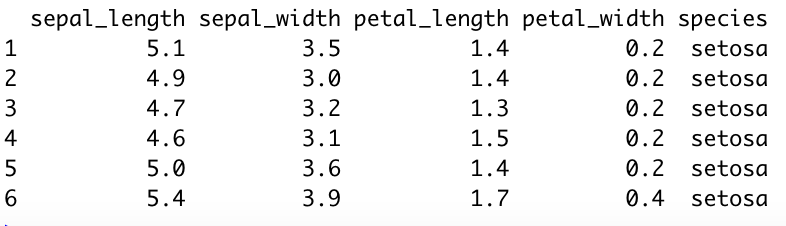 sepal_length sepal_width petal_length petal_width species
1 5.1 3.5 1.4 0.2 setosa
2 4.9 3.0 1.4 0.2 setosa
3 4.7 3.2 1.3 0.2 setosa
4 4.6 3.1 1.5 0.2 setosa
5 5.0 3.6 1.4 0.2 setosa
6 5.4 3.9 1.7 0.4 setosa